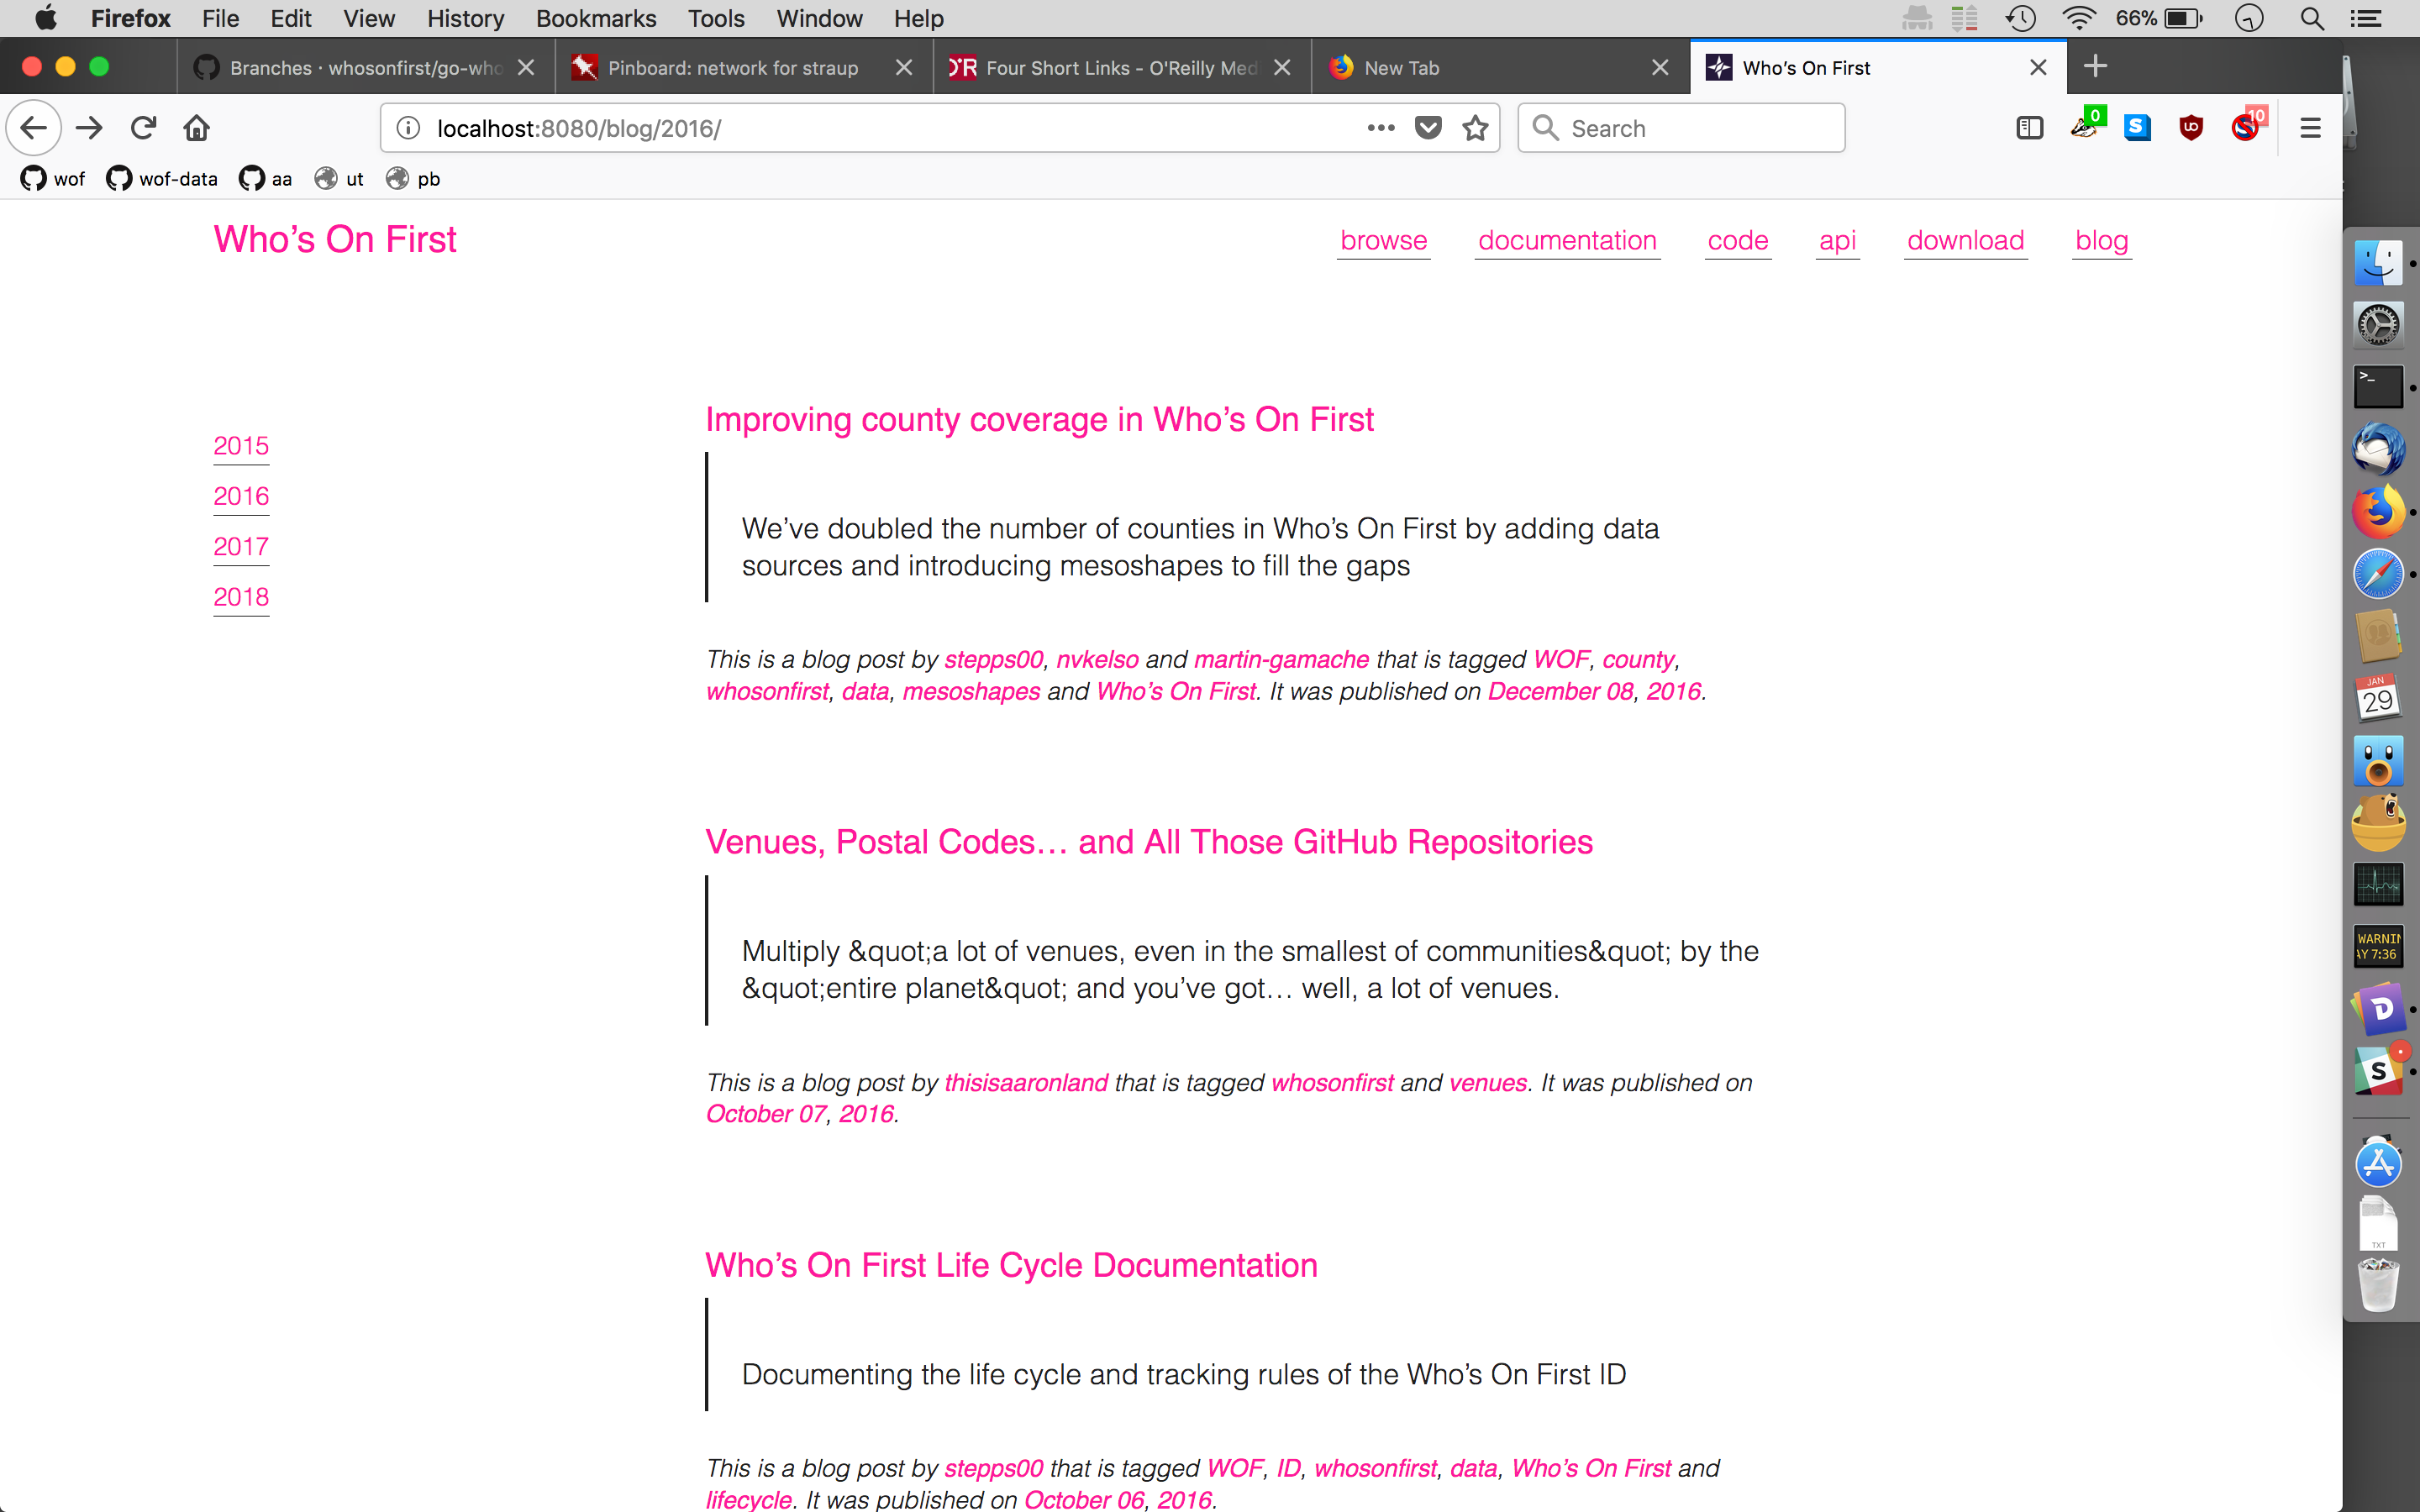 Firefox File Edit View History Bookmarks Tools Window Help 66%
Branches · whosonfirst/go-who
Pinboard: network for straup
Four Short Links - O'Reilly Med
New Tab
Who’s On First
localhost:8080/blog/2016/
Search
0
10
wof wof-data aa ut pb
Who’s On First
browse documentation code api download blog
2015
2016
2017
2018
Improving county coverage in Who’s On First
We’ve doubled the number of counties in Who’s On First by adding data
sources and introducing mesoshapes to fill the gaps
This is a blog post by stepps00, nvkelso and martin-gamache that is tagged WOF, county,
whosonfirst, data, mesoshapes and Who’s On First. It was published on December 08, 2016.
Venues, Postal Codes… and All Those GitHub Repositories
Multiply &quot;a lot of venues, even in the smallest of communities&quot; by the
&quot;entire planet&quot; and you’ve got… well, a lot of venues.
This is a blog post by thisisaaronland that is tagged whosonfirst and venues. It was published on
October 07, 2016.
Who’s On First Life Cycle Documentation
Documenting the life cycle and tracking rules of the Who’s On First ID
This is a blog post by stepps00 that is tagged WOF, ID, whosonfirst, data, Who’s On First and
lifecycle. It was published on October 06, 2016.
JAN
29
WARNIN
AY 7:36
TXT